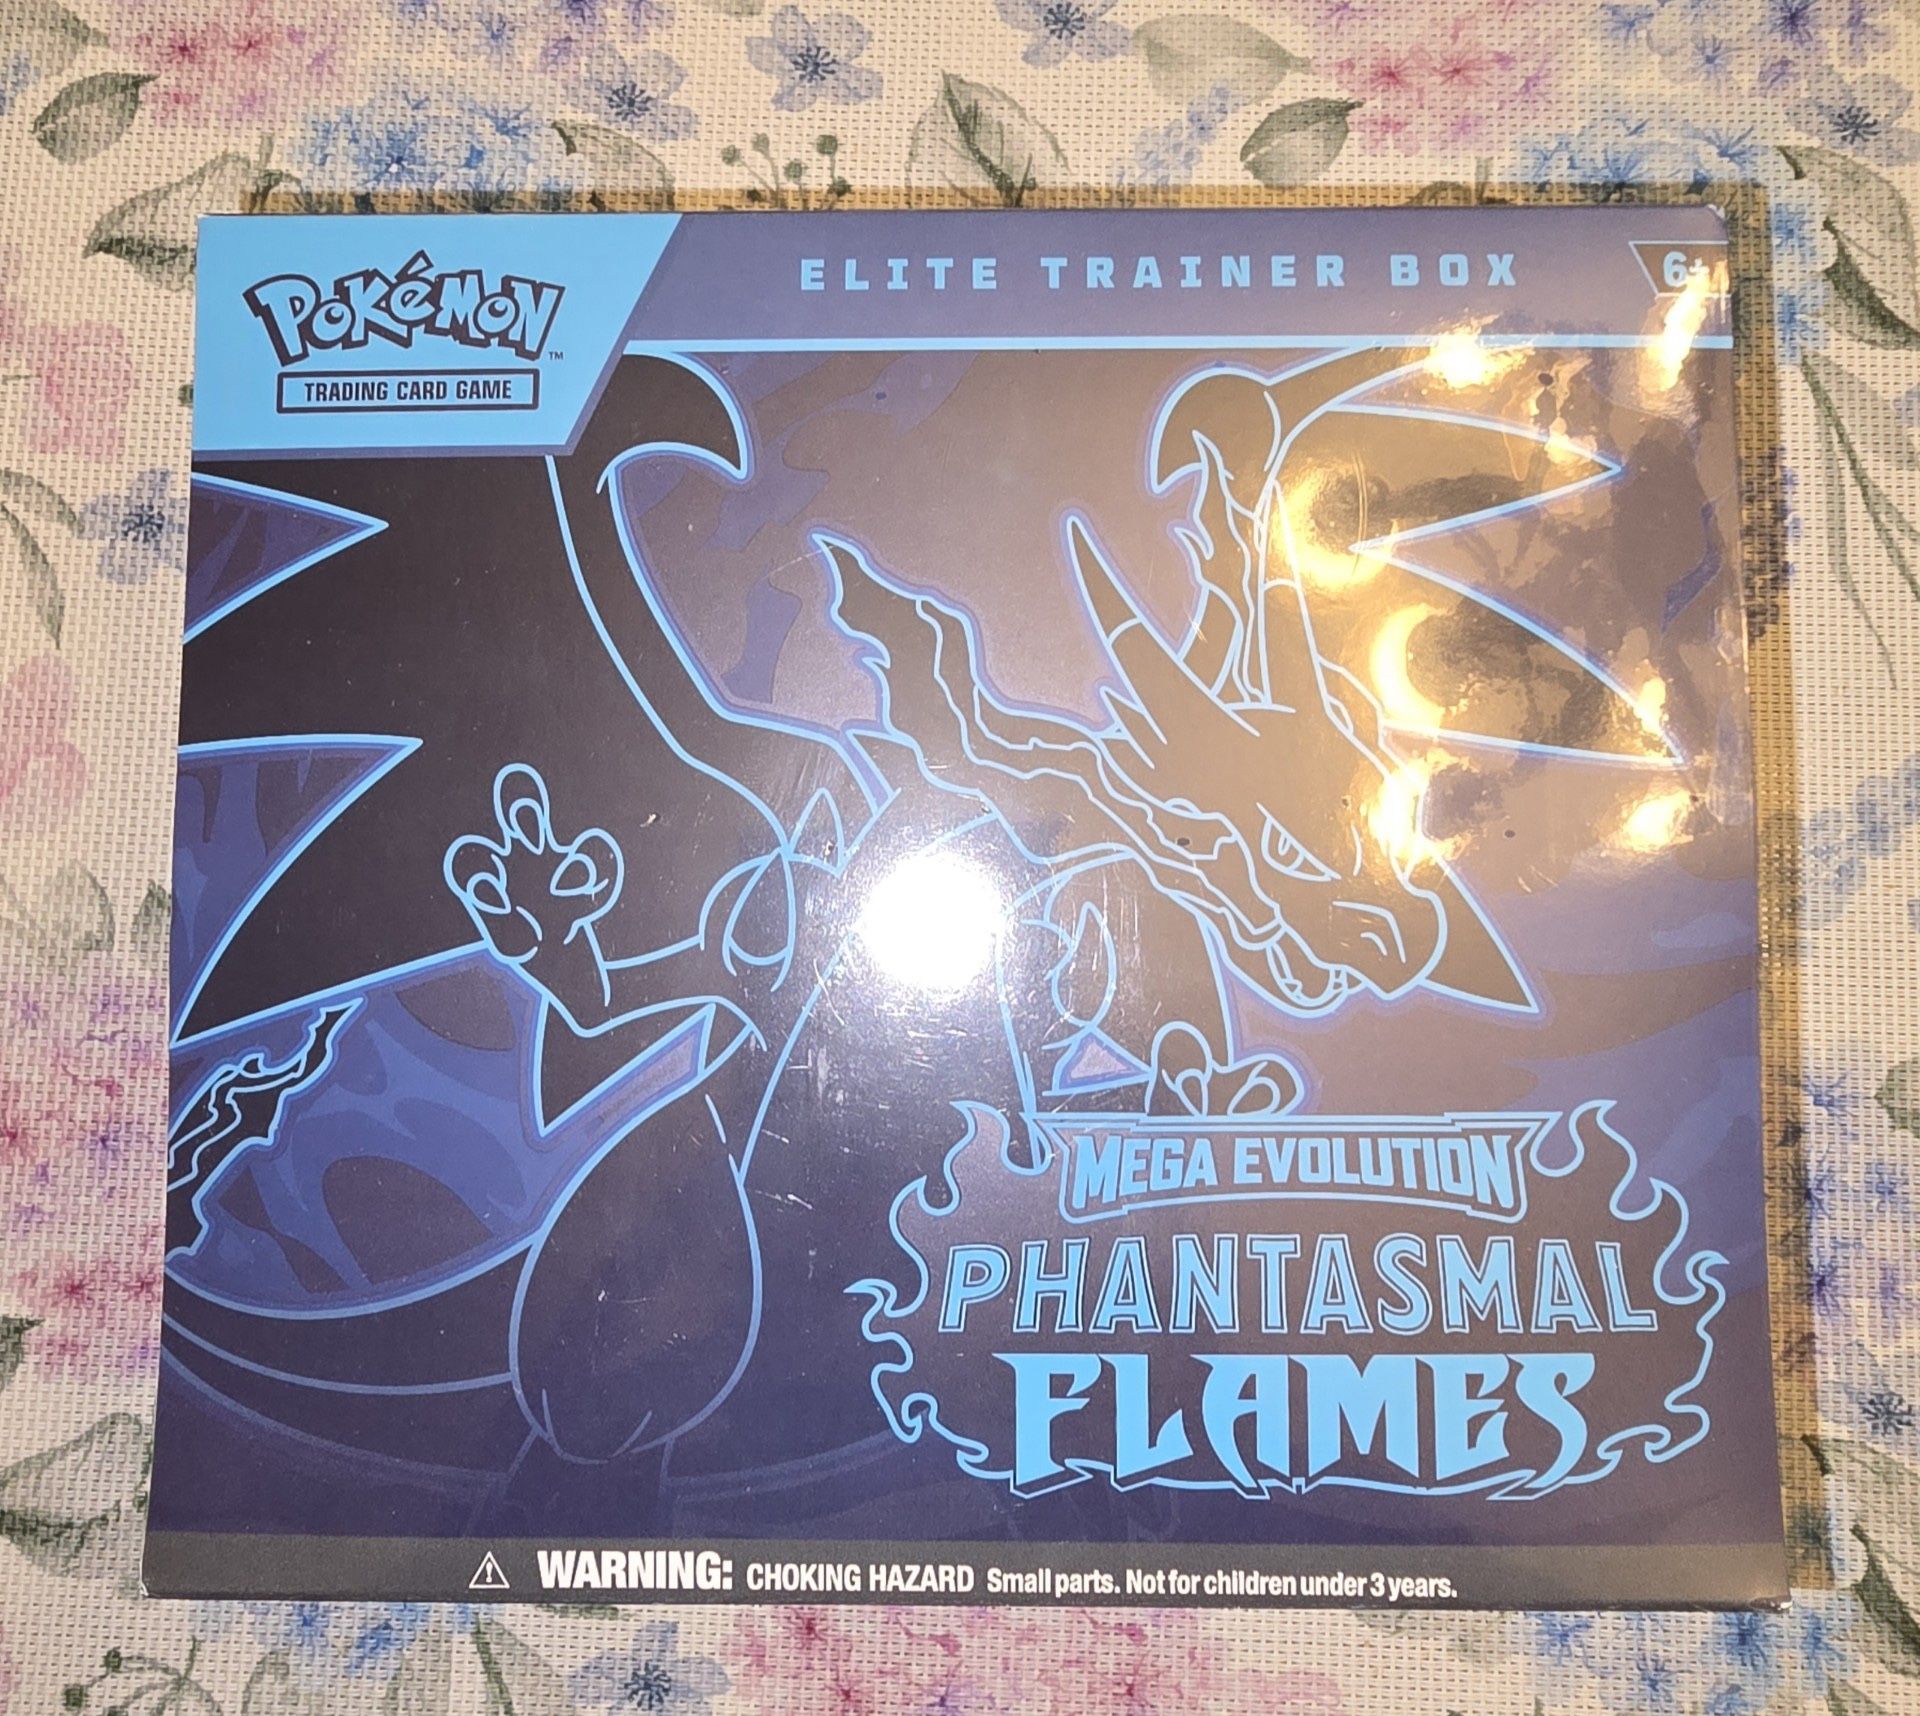 POKéMON™
TRADING CARD GAME
ELITE TRAINER BOX
6+
MEGA EVOLUTION
PHANTASMAL
FLAMES
WARNING: CHOKING HAZARD Small parts. Not for children under 3 years.